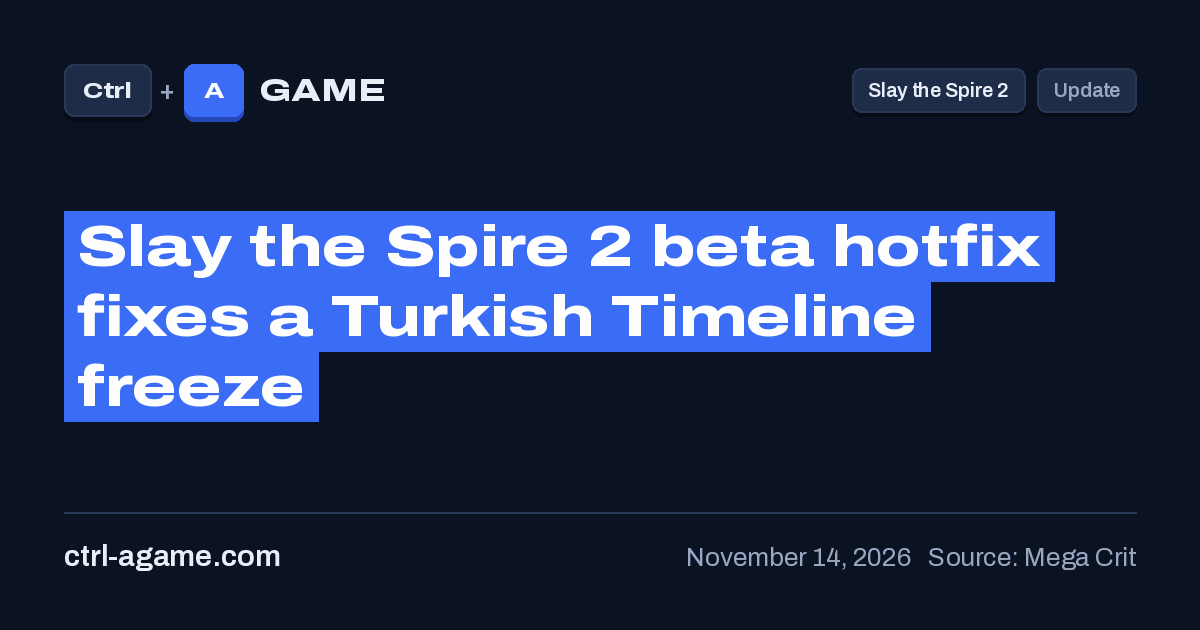 Ctrl + A GAME
Slay the Spire 2 Update
Slay the Spire 2 beta hotfix
fixes a Turkish Timeline
freeze
ctrl-agame.com
November 14, 2026 Source: Mega Crit